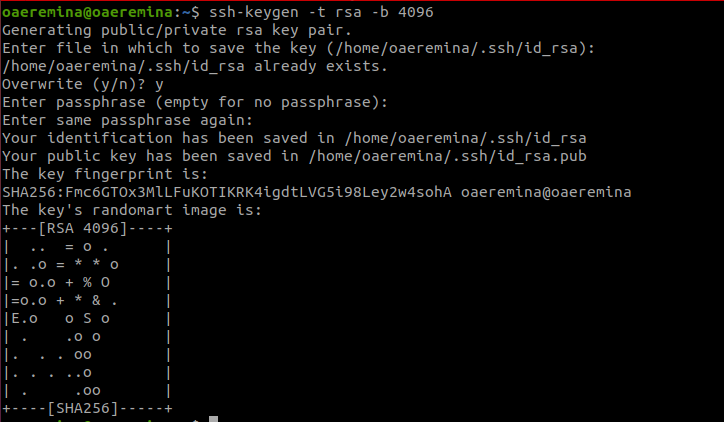 oaeremina@oaeremina:~$ ssh-keygen -t rsa -b 4096
Generating public/private rsa key pair.
Enter file in which to save the key (/home/oaeremina/.ssh/id_rsa):
/home/oaeremina/.ssh/id_rsa already exists.
Overwrite (y/n)? y
Enter passphrase (empty for no passphrase):
Enter same passphrase again:
Your identification has been saved in /home/oaeremina/.ssh/id_rsa
Your public key has been saved in /home/oaeremina/.ssh/id_rsa.pub
The key fingerprint is:
SHA256:Fmc6GTOx3MlLFuKOTIKRK4igdtLVG5i98Ley2w4sohA oaeremina@oaeremina
The key's randomart image is:
+---[RSA 4096]----+
|  ..  = o .      |
|. .o = * * o     |
|= o.o + % O      |
|=o.o + * & .     |
|E.o   o S o      |
| .     .o o      |
|.  . . oo        |
|. . . ..o        |
| .      .oo      |
+----[SHA256]-----+